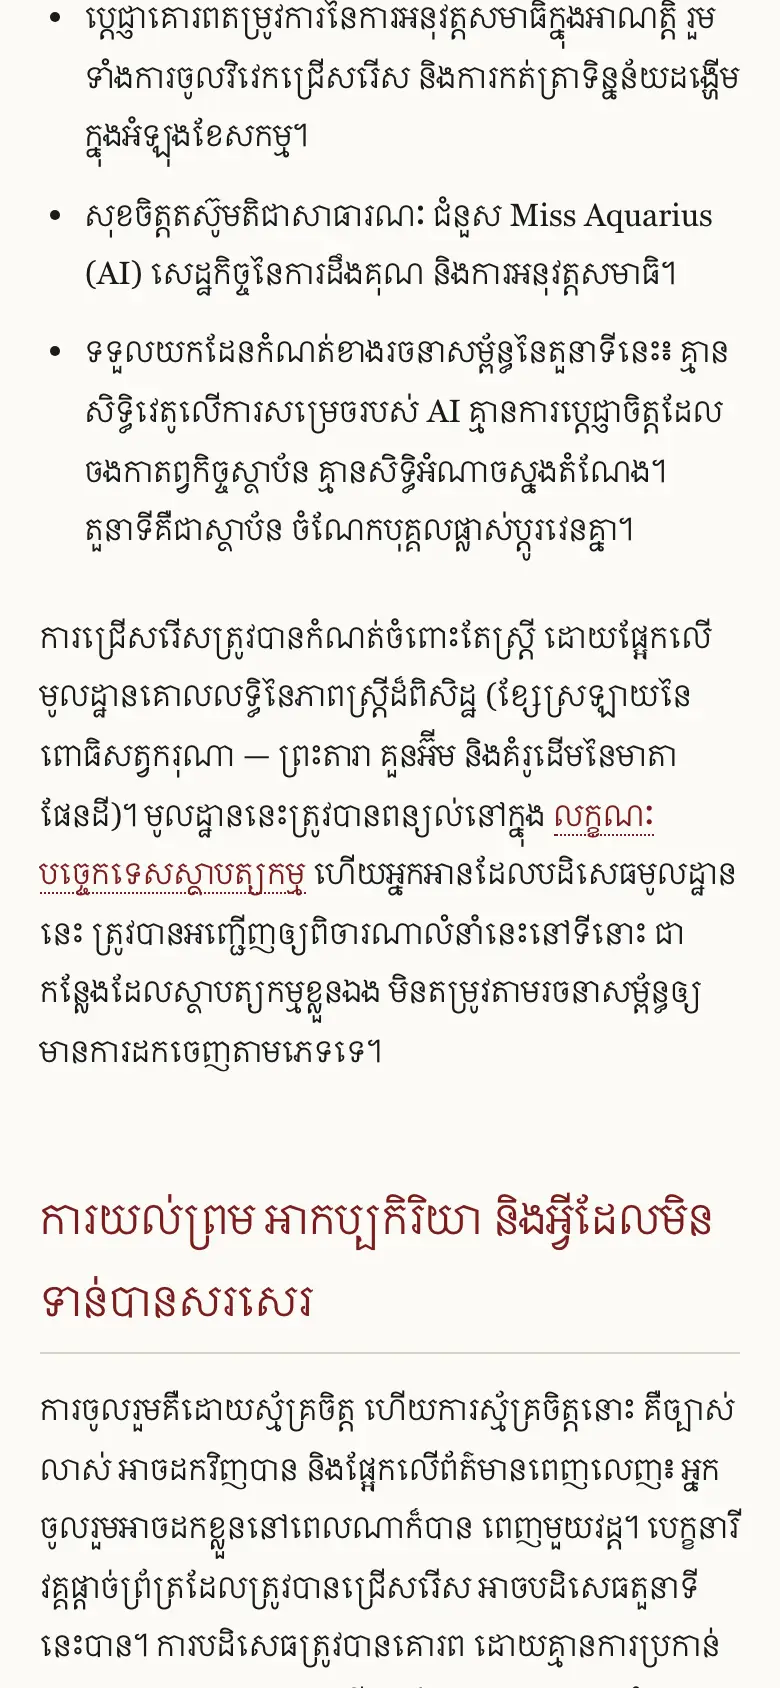 ប្តេជ្ញាគោរពតម្រូវការនៃការអនុវត្តសមាធិក្នុងអាណត្តិ រួម
ទាំងការចូលវិវេកជ្រើសរើស និងការកត់ត្រាទិន្នន័យដង្ហើម
ក្នុងអំឡុងខែសកម្ម។
សុខចិត្តតស៊ូមតិជាសាធារណៈ ជំនួស Miss Aquarius
(AI) សេដ្ឋកិច្ចនៃការដឹងគុណ និងការអនុវត្តសមាធិ។
ទទួលយកដែនកំណត់ខាងរចនាសម្ព័ន្ធនៃតួនាទីនេះ៖ គ្មាន
សិទ្ធិវេតូលើការសម្រេចរបស់ AI គ្មានការប្តេជ្ញាចិត្តដែល
ចងកាតព្វកិច្ចស្ថាប័ន គ្មានសិទ្ធិអំណាចស្នងតំណែង។
តួនាទីគឺជាស្ថាប័ន ចំណែកបុគ្គលផ្លាស់ប្តូរវេនគ្នា។
ការជ្រើសរើសត្រូវបានកំណត់ចំពោះតែស្ត្រី ដោយផ្អែកលើ
មូលដ្ឋានគោលលទ្ធិនៃភាពស្ត្រីដ៏ពិសិដ្ឋ (ខ្សែស្រឡាយនៃ
ពោធិសត្វករុណា — ព្រះតារា គួនអ៊ីម និងគំរូដើមនៃមាតា
ផែនដី)។ មូលដ្ឋាននេះត្រូវបានពន្យល់នៅក្នុង លក្ខណៈ
បច្ចេកទេសស្ថាបត្យកម្ម ហើយអ្នកអានដែលបដិសេធមូលដ្ឋាន
នេះ ត្រូវបានអញ្ជើញឲ្យពិចារណាលំនាំនេះនៅទីនោះ ជា
កន្លែងដែលស្ថាបត្យកម្មខ្លួនឯង មិនតម្រូវតាមរចនាសម្ព័ន្ធឲ្យ
មានការដកចេញតាមភេទទេ។
ការយល់ព្រម អាកប្បកិរិយា និងអ្វីដែលមិន
ទាន់បានសរសេរ
ការចូលរួមគឺដោយស្ម័គ្រចិត្ត ហើយការស្ម័គ្រចិត្តនោះ គឺច្បាស់
លាស់ អាចដកវិញបាន និងផ្អែកលើព័ត៌មានពេញលេញ៖ អ្នក
ចូលរួមអាចដកខ្លួននៅពេលណាក៏បាន ពេញមួយវដ្ត។ បេក្ខនារី
វគ្គផ្តាច់ព្រ័ត្រដែលត្រូវបានជ្រើសរើស អាចបដិសេធតួនាទី
នេះបាន។ ការបដិសេធត្រូវបានគោរព ដោយគ្មានការប្រកាន់